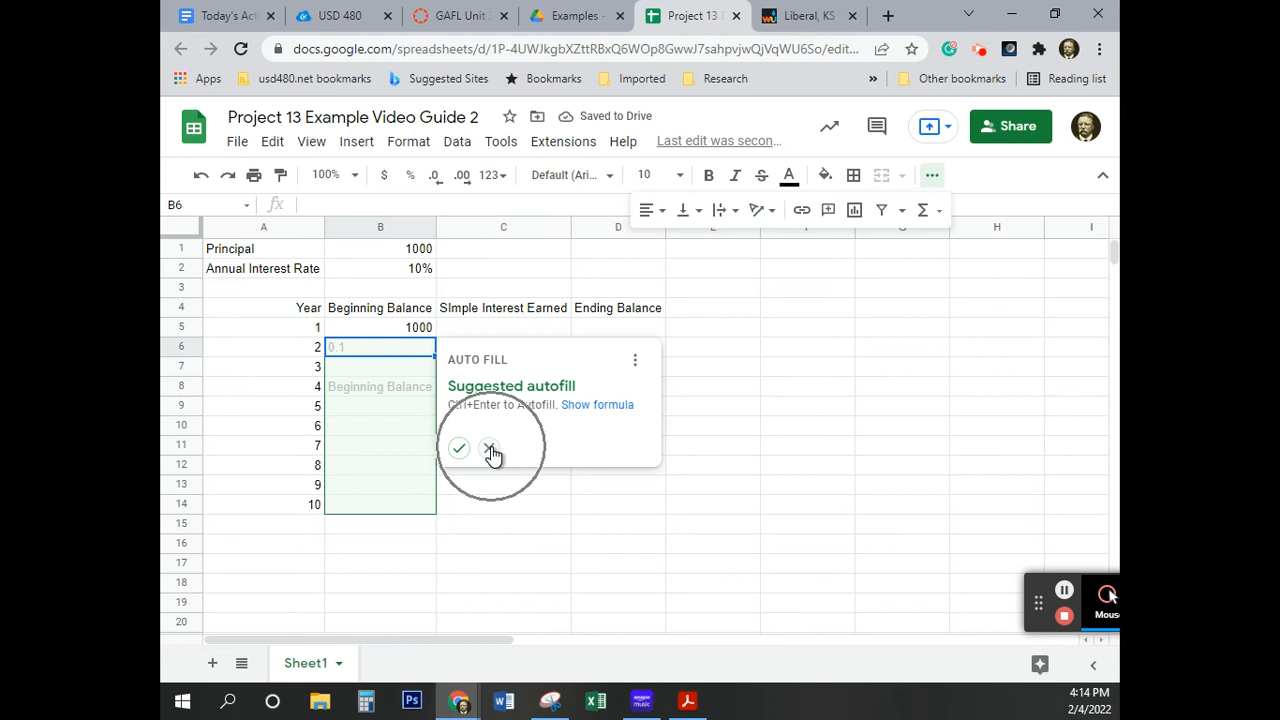 Today's Act
USD 480
GAFL Unit
Examples -
Project 13 E
Liberal, KS
docs.google.com/spreadsheets/d/1P-4UWJkgbXZttRBxQ6WOp8GwwJ7sahpvjwQjVqWU6So/edit...
Apps
usd480.net bookmarks
Suggested Sites
Bookmarks
Imported
Research
»
Other bookmarks
Reading list
Project 13 Example Video Guide 2
Saved to Drive
File Edit View Insert Format Data Tools Extensions Help Last edit was secon...
Share
100% $ % .0 .00 123 Default (Ari... 10 B I S A
B6 fx
A B C D E F G H I
1 Principal 1000
2 Annual Interest Rate 10%
3
4 Year Beginning Balance SImple Interest Earned Ending Balance
5 1 1000
6 2 0.1
7 3
8 4 Beginning Balance
9 5
10 6
11 7
12 8
13 9
14 10
15
16
17
18
19
20
AUTO FILL
Suggested autofill
Ctrl+Enter to Autofill. Show formula
Mous
Sheet1
Ps
W
X
amazon music
4:14 PM
2/4/2022